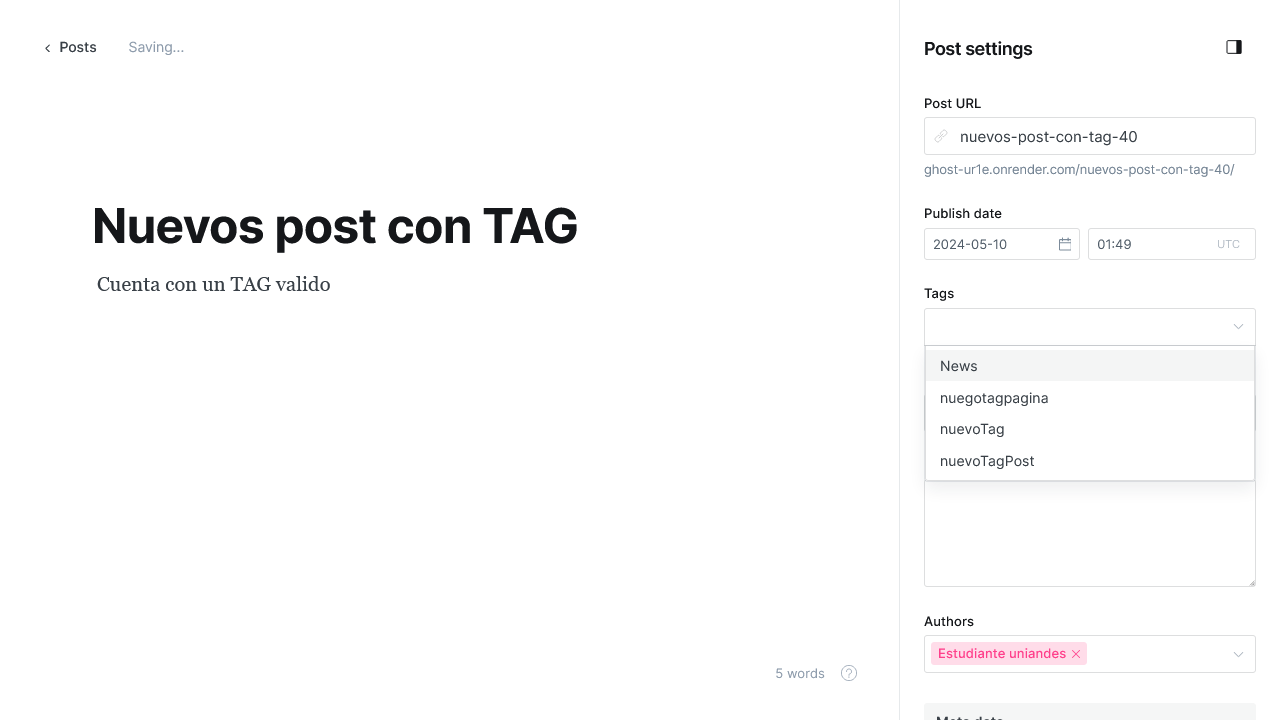 Posts
Saving...
Nuevos post con TAG
Cuenta con un TAG valido
5 words
Post settings
Post URL
nuevos-post-con-tag-40
ghost-ur1e.onrender.com/nuevos-post-con-tag-40/
Publish date
2024-05-10
01:49 UTC
Tags
News
nuegotagpagina
nuevoTag
nuevoTagPost
Authors
Estudiante uniandes
Meta data